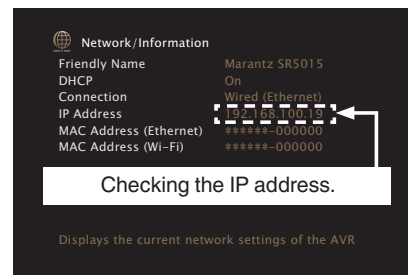 Network/Information
Friendly Name Marantz SR5015
DHCP On
Connection Wired (Ethernet)
IP Address 192.168.100.19
MAC Address (Ethernet) ******-000000
MAC Address (Wi-Fi) ******-000000
Checking the IP address.
Displays the current network settings of the AVR